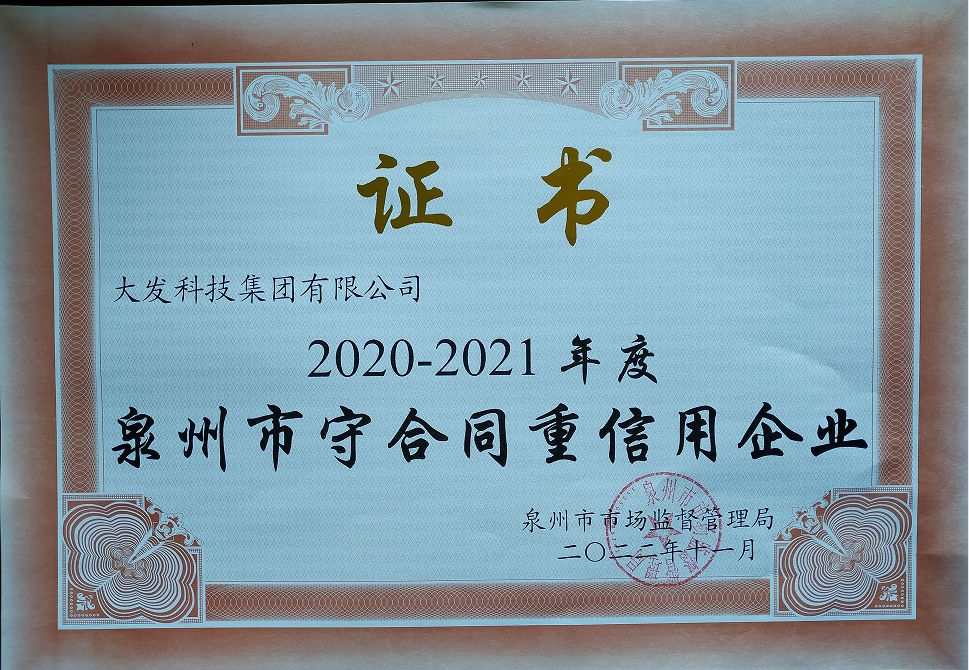 证书
大发科技集团有限公司
2020-2021 年度
泉州市守合同重信用企业
泉州市市场监督管理局
二〇二二年十一月